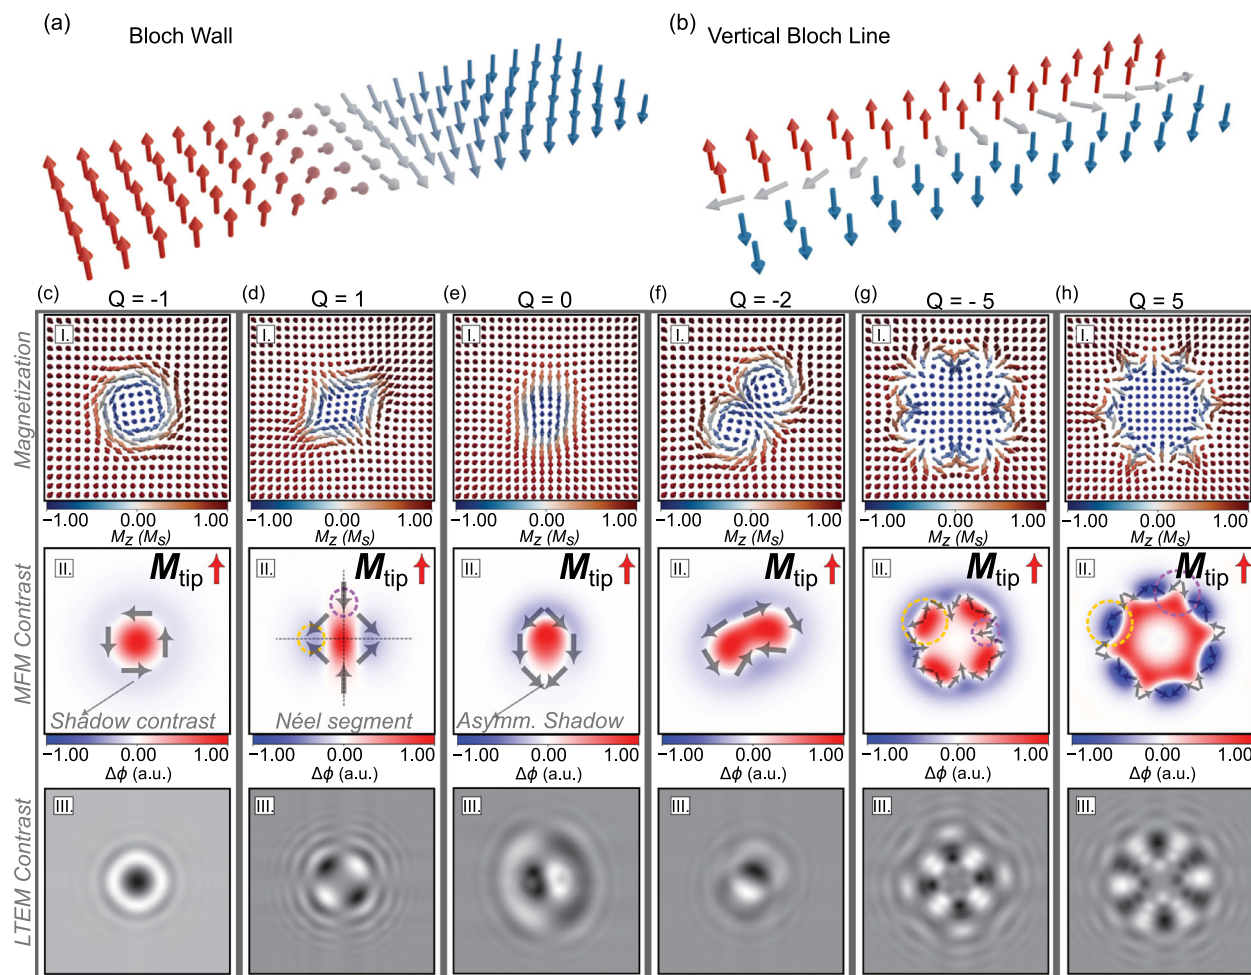 (a)
Bloch Wall
(b)
Vertical Bloch Line
(c) Q = -1
(d) Q = 1
(e) Q = 0
(f) Q = -2
(g) Q = - 5
(h) Q = 5
Magnetization
I.
I.
I.
I.
I.
I.
−1.00 0.00 1.00
−1.00 0.00 1.00
−1.00 0.00 1.00
−1.00 0.00 1.00
−1.00 0.00 1.00
−1.00 0.00 1.00
Mz (Ms)
Mz (Ms)
Mz (Ms)
Mz (Ms)
Mz (Ms)
Mz (Ms)
MFM Contrast
II. Mtip
II. Mtip
II. Mtip
II. Mtip
II. Mtip
II. Mtip
Shadow contrast
Néel segment
Asymm. Shadow
−1.00 0.00 1.00
−1.00 0.00 1.00
−1.00 0.00 1.00
−1.00 0.00 1.00
−1.00 0.00 1.00
−1.00 0.00 1.00
Δϕ (a.u.)
Δϕ (a.u.)
Δϕ (a.u.)
Δϕ (a.u.)
Δϕ (a.u.)
Δϕ (a.u.)
LTEM Contrast
III.
III.
III.
III.
III.
III.